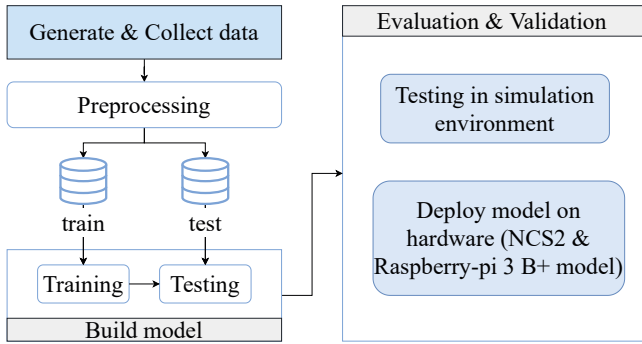 Generate & Collect data
Preprocessing
train
test
Training
Testing
Build model
Evaluation & Validation
Testing in simulation
environment
Deploy model on
hardware (NCS2 &
Raspberry-pi 3 B+ model)